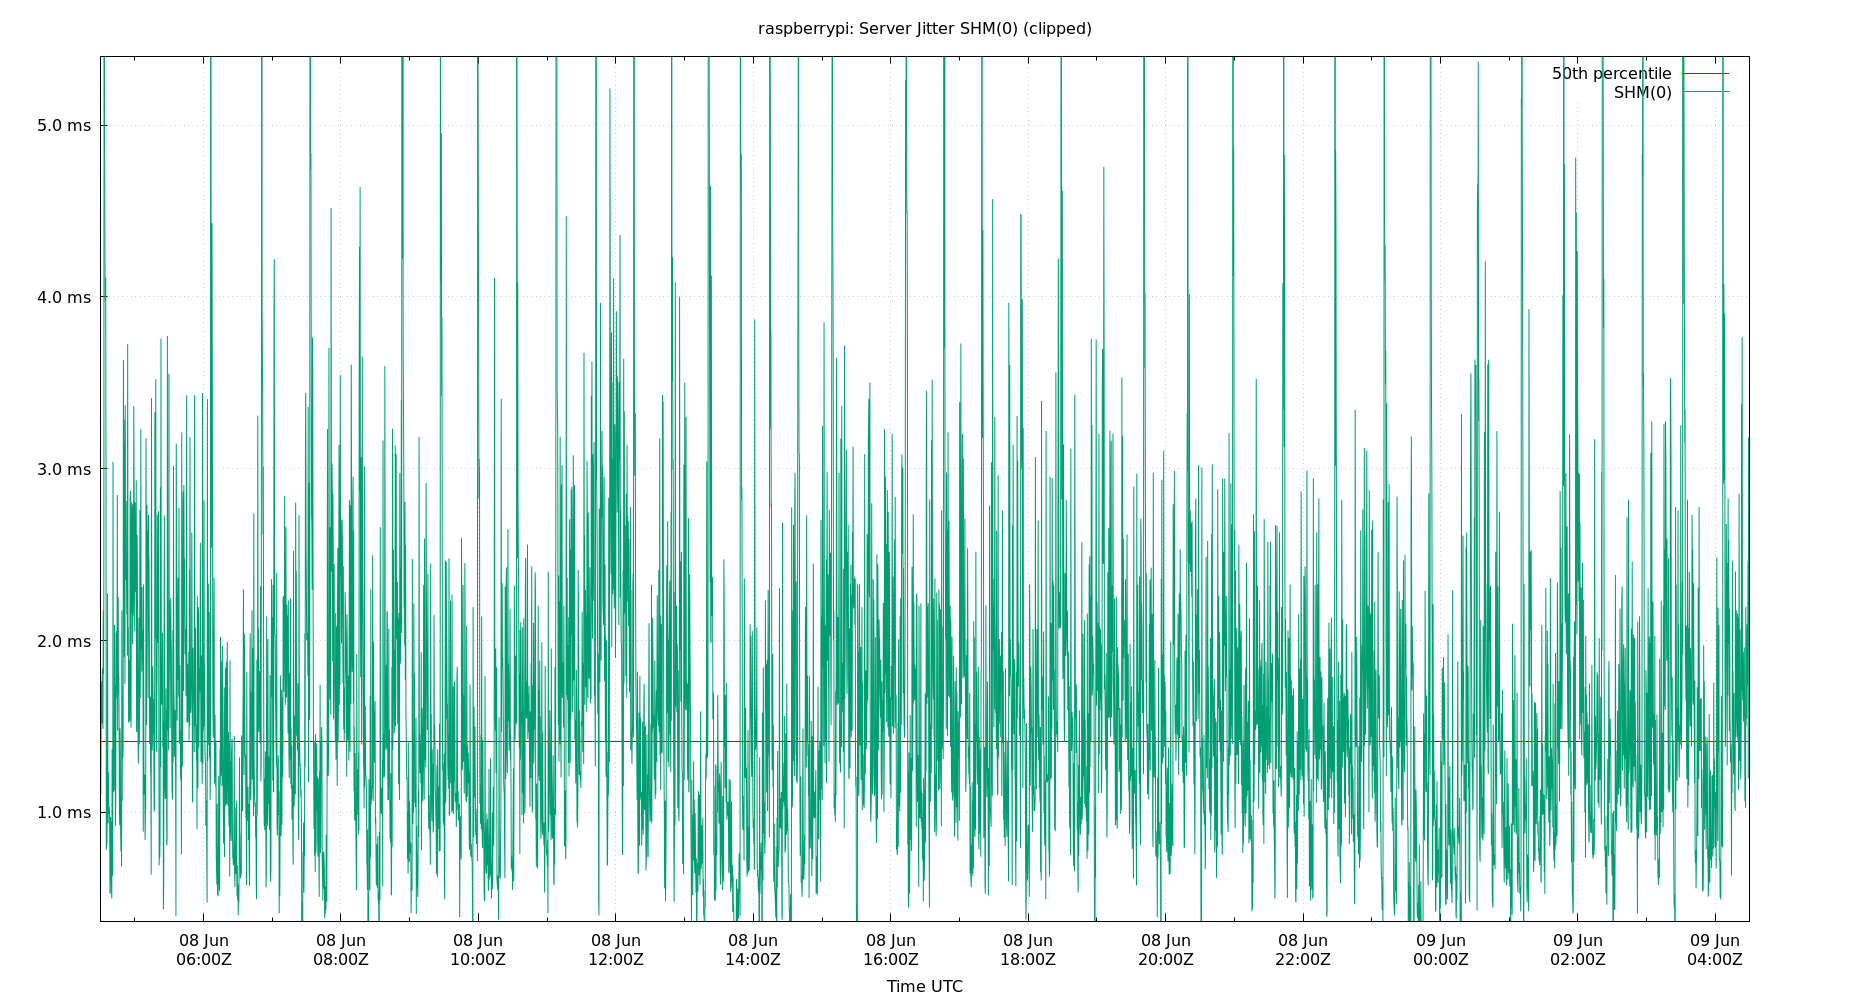 raspberrypi: Server Jitter SHM(0) (clipped)
50th percentile
SHM(0)
5.0 ms
4.0 ms
3.0 ms
2.0 ms
1.0 ms
08 Jun 08 Jun 08 Jun 08 Jun 08 Jun 08 Jun 08 Jun 08 Jun 08 Jun 09 Jun 09 Jun 09 Jun
06:00Z 08:00Z 10:00Z 12:00Z 14:00Z 16:00Z 18:00Z 20:00Z 22:00Z 00:00Z 02:00Z 04:00Z
Time UTC